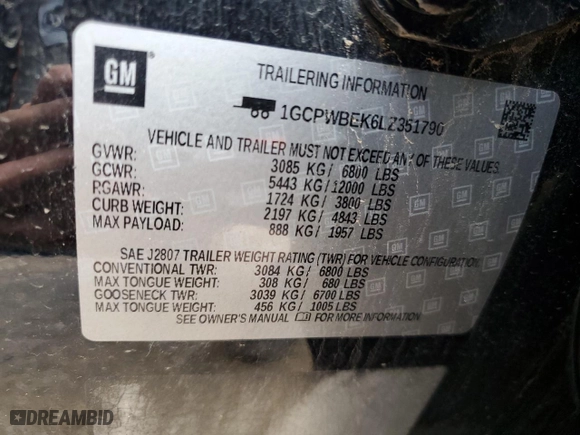 GM
TRAILERING INFORMATION
1GCPWBEK6LZ351790
VEHICLE AND TRAILER MUST NOT EXCEED ANY OF THESE VALUES.
GVWR: 3085 KG/ 6800 LBS
GCWR: 5443 KG/12000 LBS
RGAWR: 1724 KG/ 3800 LBS
CURB WEIGHT: 2197 KG/ 4843 LBS
MAX PAYLOAD: 888 KG/ 1957 LBS
SAE J2807 TRAILER WEIGHT RATING (TWR) FOR VEHICLE CONFIGURATION.
CONVENTIONAL TWR: 3084 KG/ 6800 LBS
MAX TONGUE WEIGHT: 308 KG/ 680 LBS
GOOSENECK TWR: 3039 KG/ 6700 LBS
MAX TONGUE WEIGHT: 456 KG/ 1005 LBS
SEE OWNER'S MANUAL FOR MORE INFORMATION.
DREAMBID